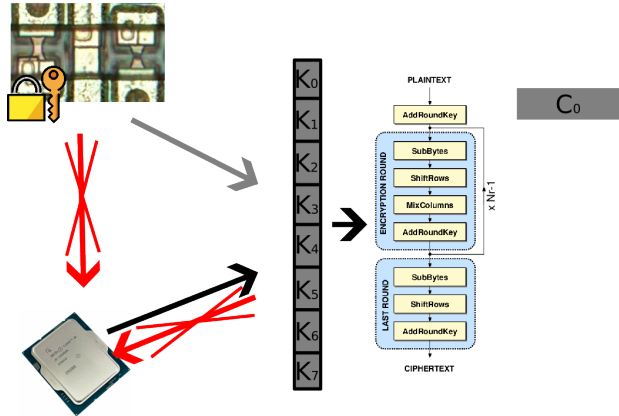 K0
K1
K2
K3
K4
K5
K6
K7
PLAINTEXT
AddRoundKey
ENCRYPTION ROUND
SubBytes
ShiftRows
MixColumns
AddRoundKey
x Nr-1
LAST ROUND
SubBytes
ShiftRows
AddRoundKey
CIPHERTEXT
C0